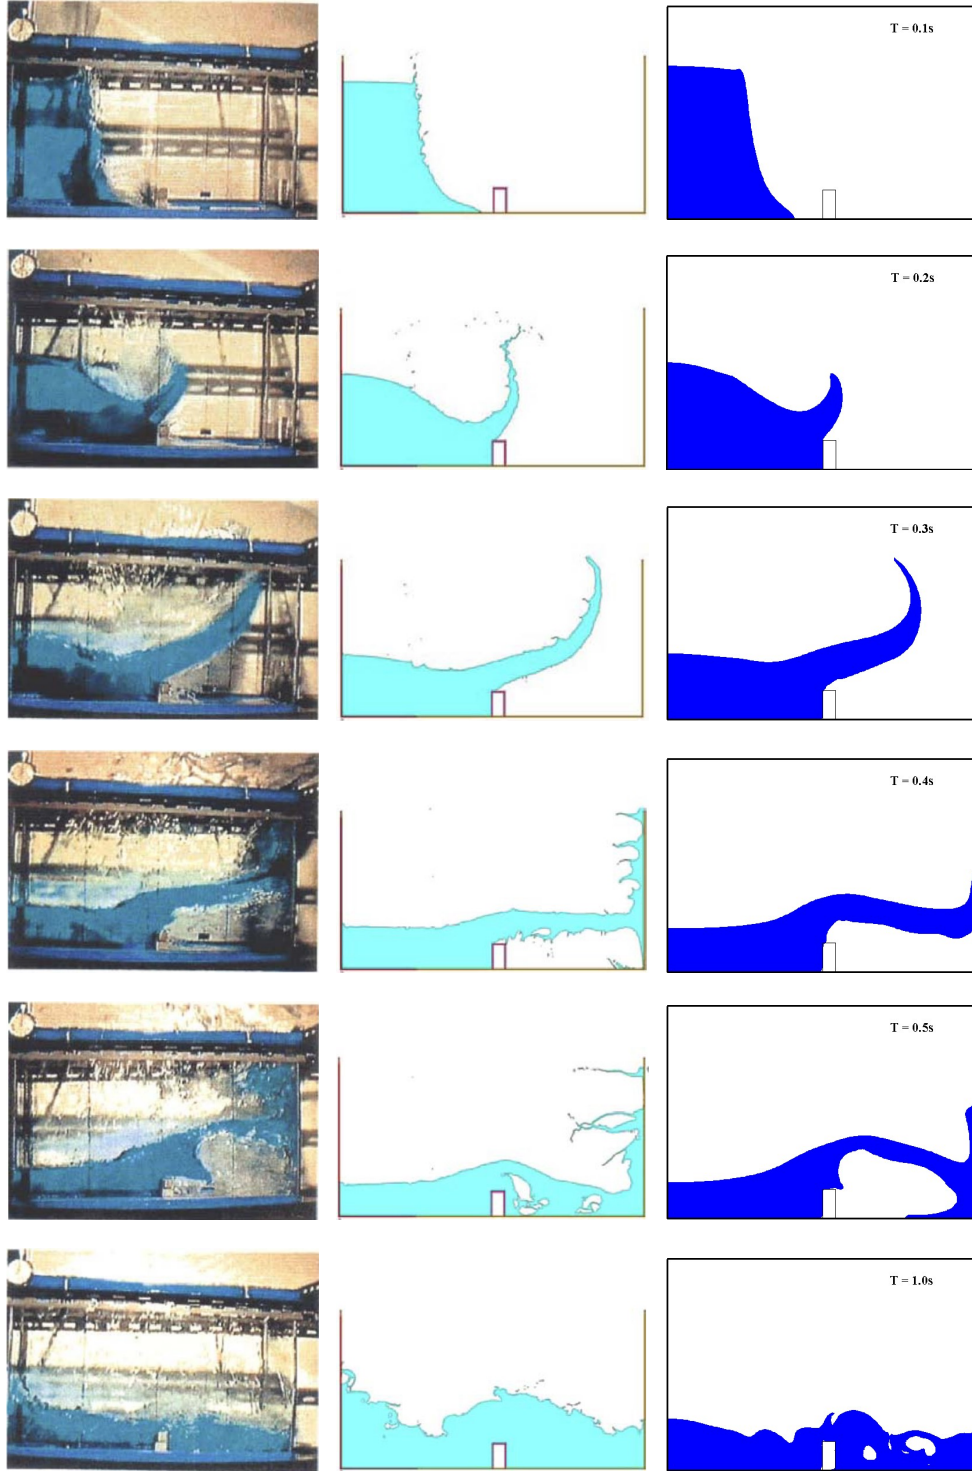 T = 0.1s
T = 0.2s
T = 0.3s
T = 0.4s
T = 0.5s
T = 1.0s